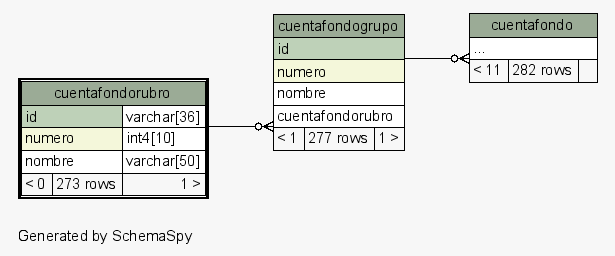 cuentafondorubro
id varchar[36]
numero int4[10]
nombre varchar[50]
< 0 273 rows 1 >
cuentafondogrupo
id
numero
nombre
cuentafondorubro
< 1 277 rows 1 >
cuentafondo
...
< 11 282 rows
Generated by SchemaSpy